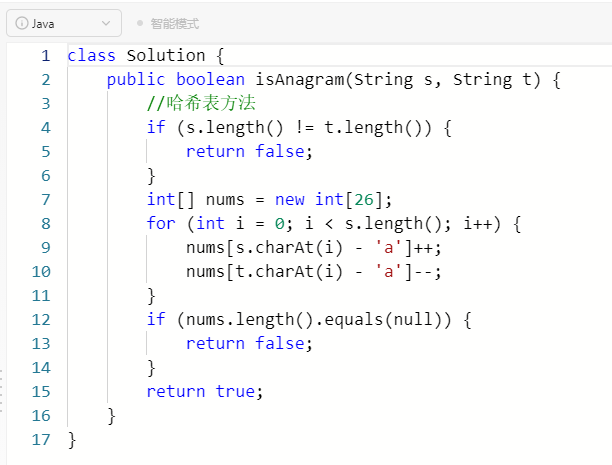 Java 智能模式
1 class Solution {
2     public boolean isAnagram(String s, String t) {
3         //哈希表方法
4         if (s.length() != t.length()) {
5             return false;
6         }
7         int[] nums = new int[26];
8         for (int i = 0; i < s.length(); i++) {
9             nums[s.charAt(i) - 'a']++;
10             nums[t.charAt(i) - 'a']--;
11         }
12         if (nums.length().equals(null)) {
13             return false;
14         }
15         return true;
16     }
17 }